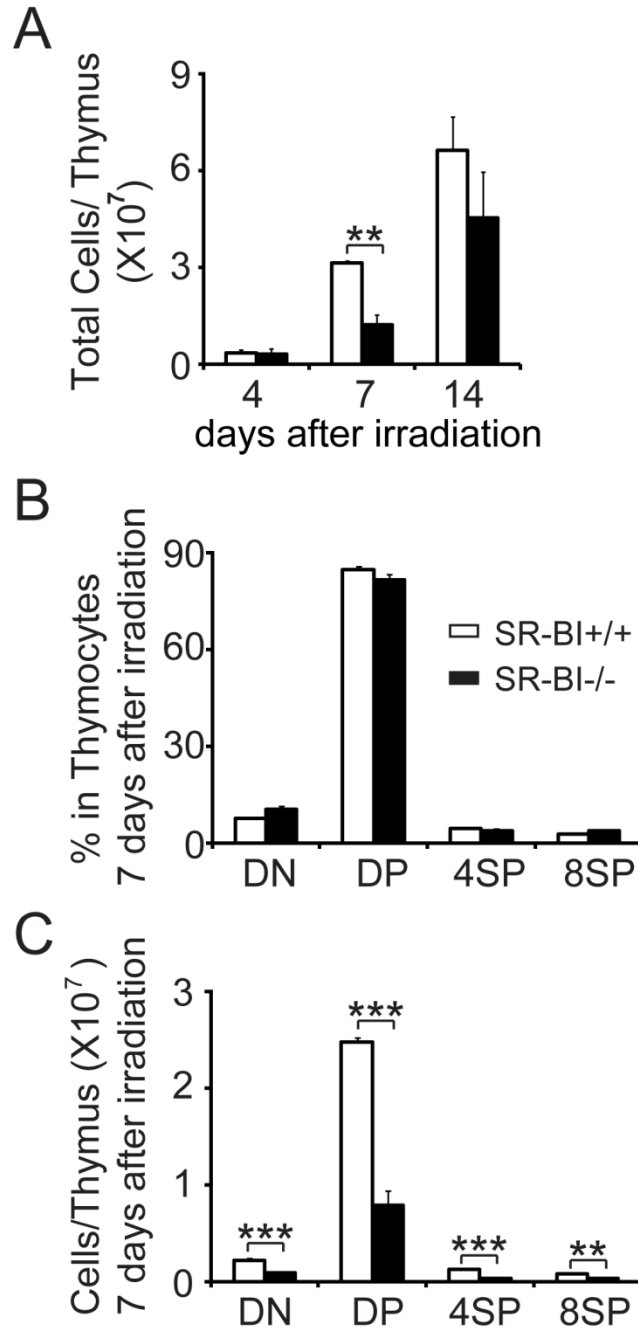 A
Total Cells/ Thymus
(X10⁷)
9
6
3
0
**
4 7 14
days after irradiation
B
% in Thymocytes
7 days after irradiation
90
60
30
0
SR-BI+/+
SR-BI-/-
DN DP 4SP 8SP
C
Cells/Thymus (X10⁷ )
7 days after irradiation
3
2
1
0
***
***
***
**
DN DP 4SP 8SP